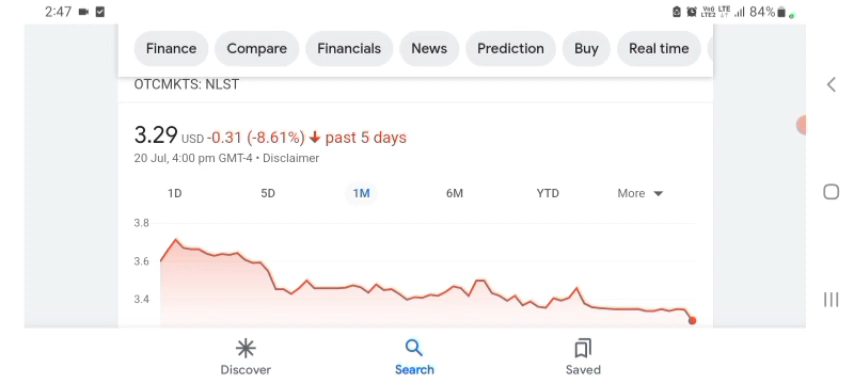 2:47 84%
Finance Compare Financials News Prediction Buy Real time
OTCMKTS: NLST
3.29 USD -0.31 (-8.61%) ↓ past 5 days
20 Jul, 4:00 pm GMT-4 • Disclaimer
1D 5D 1M 6M YTD More
3.8
3.6
3.4
Discover Search Saved